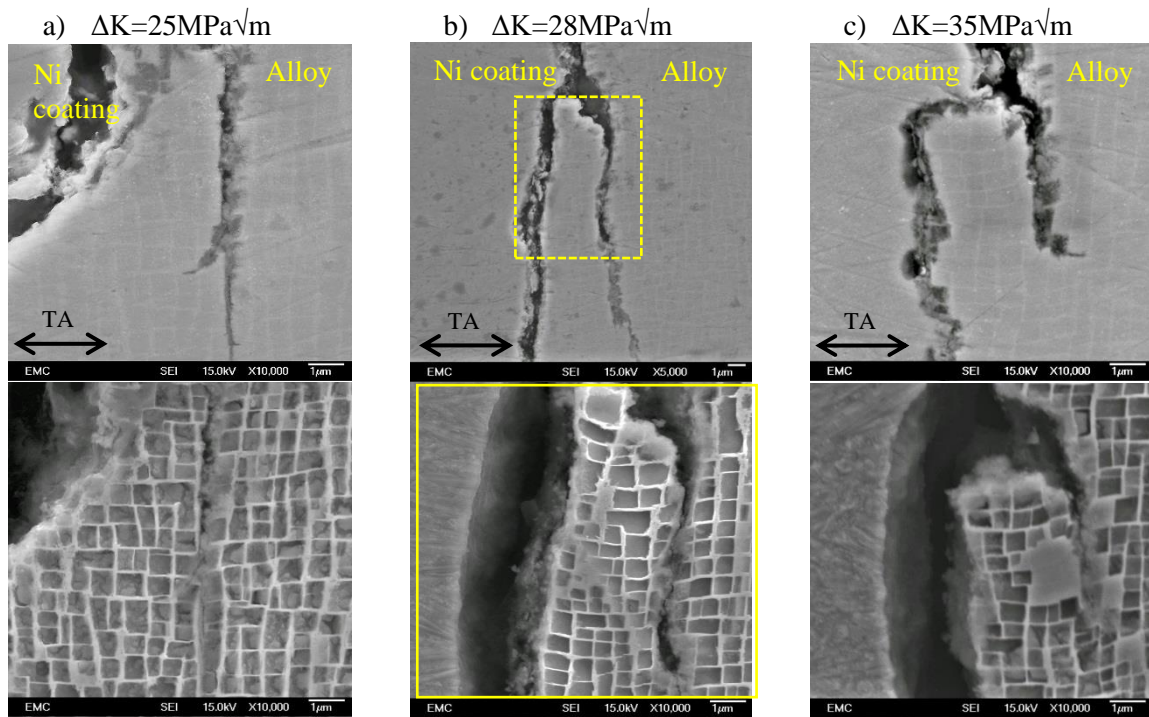 a) ΔK=25MPa√m
b) ΔK=28MPa√m
c) ΔK=35MPa√m
Ni
coating
Alloy
Ni coating
Alloy
Ni coating
Alloy
TA
TA
TA
EMC SEI 15.0kV X10,000 1μm
EMC SEI 15.0kV X5,000 1μm
EMC SEI 15.0kV X10,000 1μm
EMC SEI 15.0kV X10,000 1μm
EMC SEI 15.0kV X10,000 1μm
EMC SEI 15.0kV X10,000 1μm